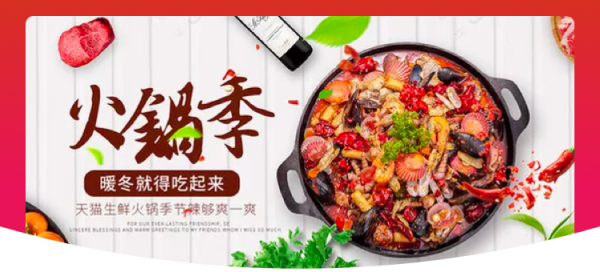 火锅季
暖冬就得吃起来
天猫生鲜火锅季节辣够爽一爽
FOR OUR EVER-LASTING FRIENDSHIP, SE
SINCERE BLESSINGS AND WARM GREETINGS TO MY FRIENDS WHOM I MISS SO MUCH